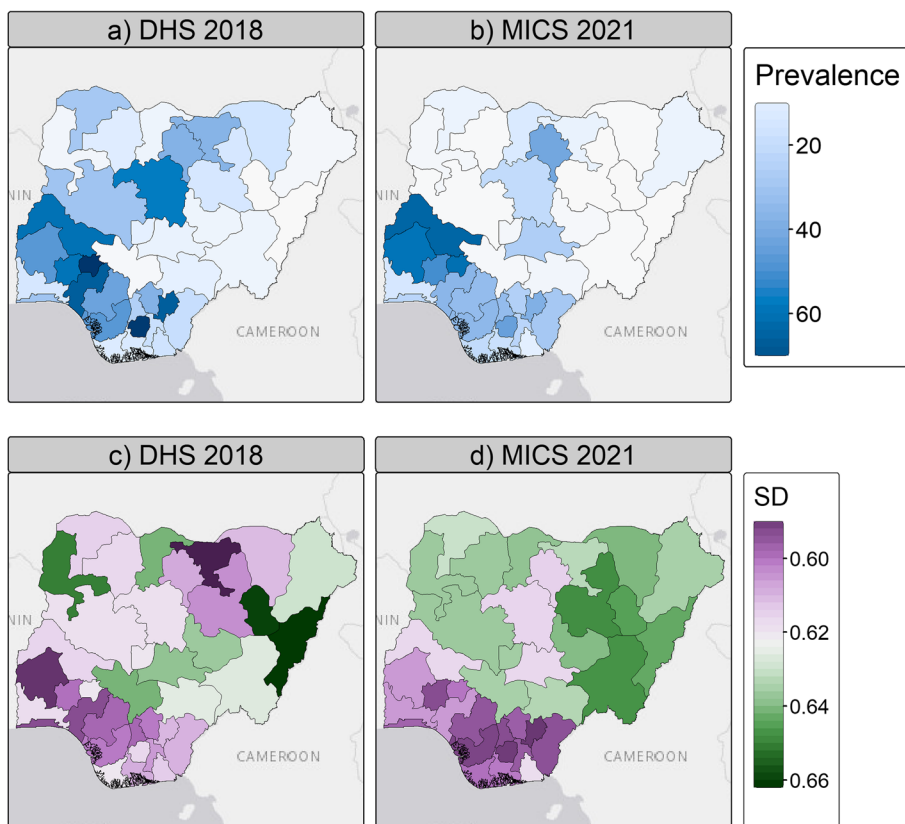 a) DHS 2018
b) MICS 2021
Prevalence
20
40
60
NIN
CAMEROON
NIN
CAMEROON
c) DHS 2018
d) MICS 2021
SD
0.60
0.62
0.64
0.66
NIN
CAMEROON
NIN
CAMEROON